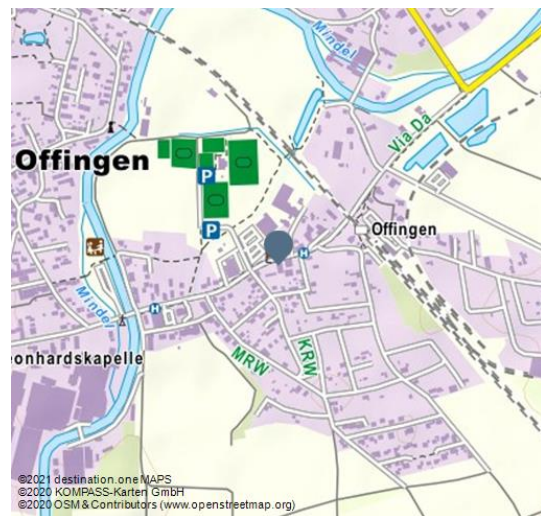 Mindel
Via Da
Offingen
P
Offingen
P
H
Mindel
H
eonhardskapelle
MRW
KRW
©2021 destination.one MAPS
©2020 KOMPASS-Karten GmbH
©2020 OSM & Contributors (www.openstreetmap.org)